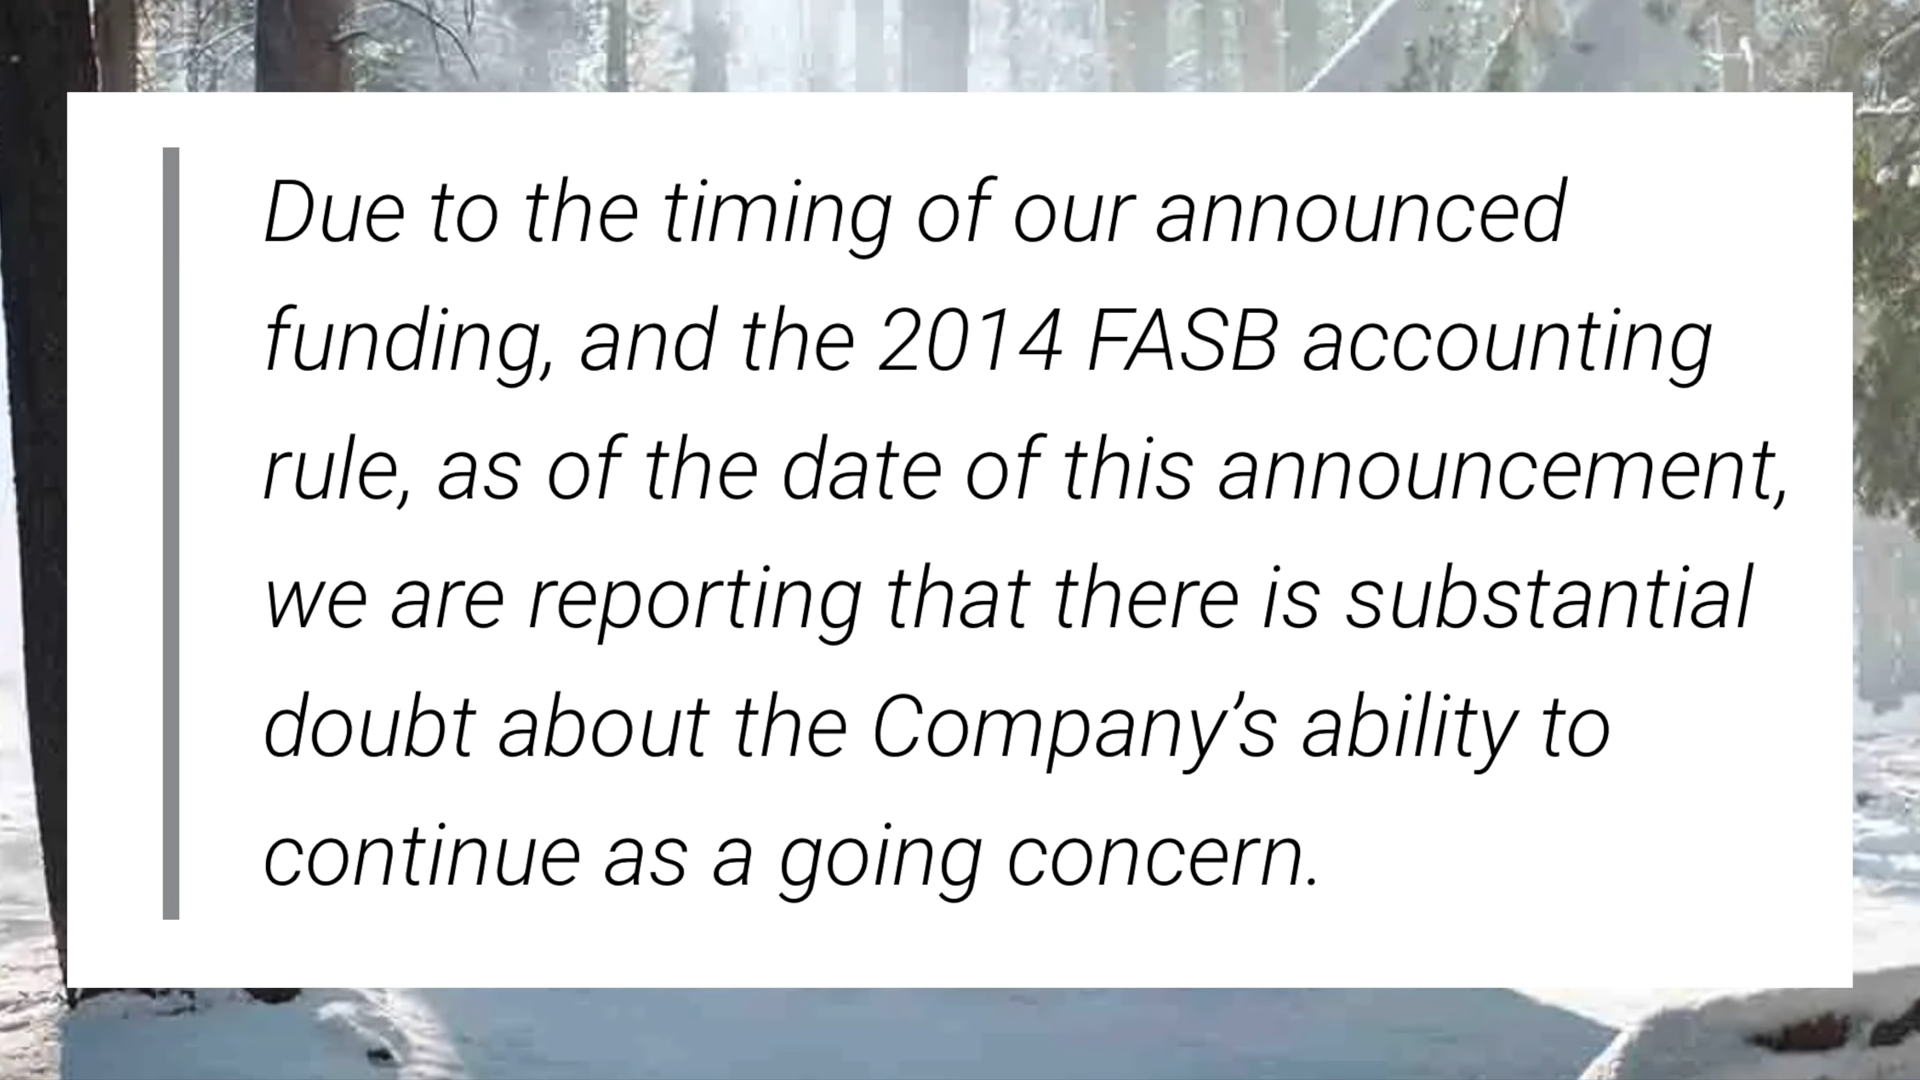 Due to the timing of our announced
funding, and the 2014 FASB accounting
rule, as of the date of this announcement,
we are reporting that there is substantial
doubt about the Company’s ability to
continue as a going concern.